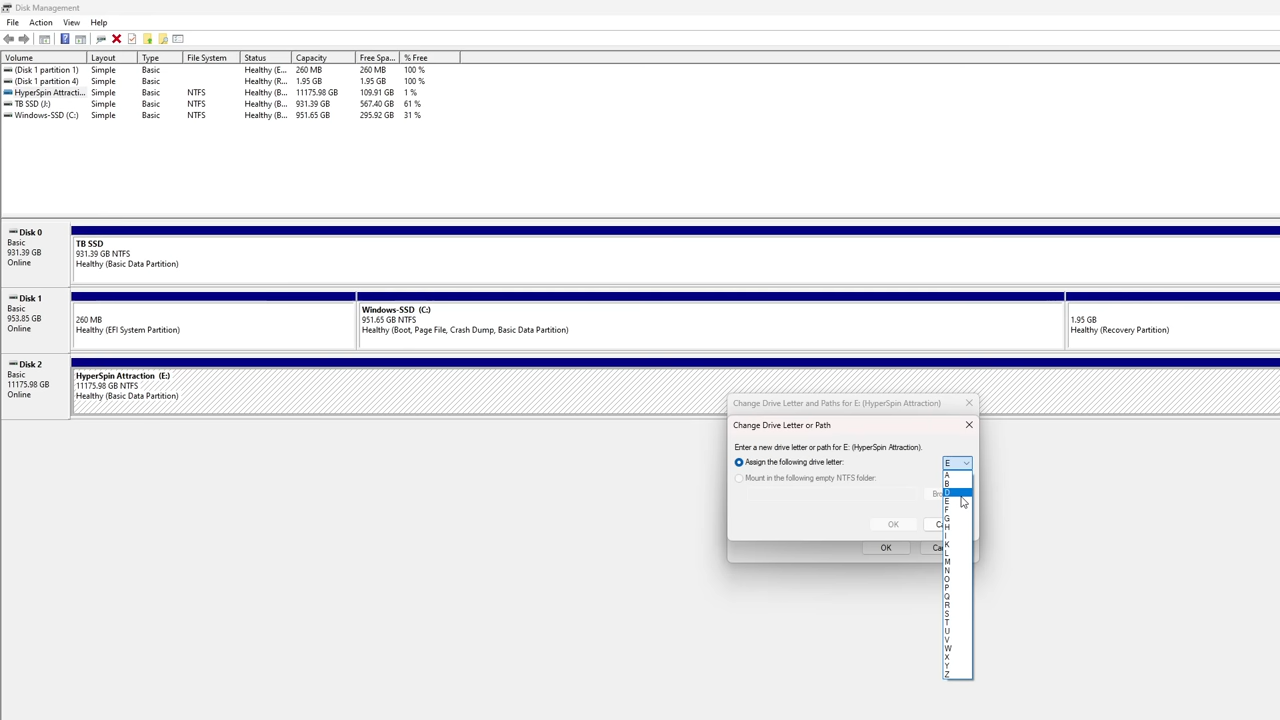 Disk Management
File Action View Help
Volume Layout Type File System Status Capacity Free Spa... % Free
(Disk 1 partition 1) Simple Basic Healthy (E... 260 MB 260 MB 100 %
(Disk 1 partition 4) Simple Basic Healthy (R... 1.95 GB 1.95 GB 100 %
HyperSpin Attracti... Simple Basic NTFS Healthy (B... 11175.98 GB 109.91 GB 1 %
TB SSD (J:) Simple Basic NTFS Healthy (B... 931.39 GB 567.40 GB 61 %
Windows-SSD (C:) Simple Basic NTFS Healthy (B... 951.65 GB 295.92 GB 31 %
Disk 0
Basic
931.39 GB
Online
TB SSD
931.39 GB NTFS
Healthy (Basic Data Partition)
Disk 1
Basic
953.85 GB
Online
260 MB
Healthy (EFI System Partition)
Windows-SSD (C:)
951.65 GB NTFS
Healthy (Boot, Page File, Crash Dump, Basic Data Partition)
1.95 GB
Healthy (Recovery Partition)
Disk 2
Basic
11175.98 GB
Online
HyperSpin Attraction (E:)
11175.98 GB NTFS
Healthy (Basic Data Partition)
Change Drive Letter and Paths for E: (HyperSpin Attraction)
Change Drive Letter or Path
Enter a new drive letter or path for E: (HyperSpin Attraction).
Assign the following drive letter: E
Mount in the following empty NTFS folder:
Bro
OK Ca
OK Ca
A
B
D
E
F
G
H
I
K
L
M
N
O
P
Q
R
S
T
U
V
W
X
Y
Z